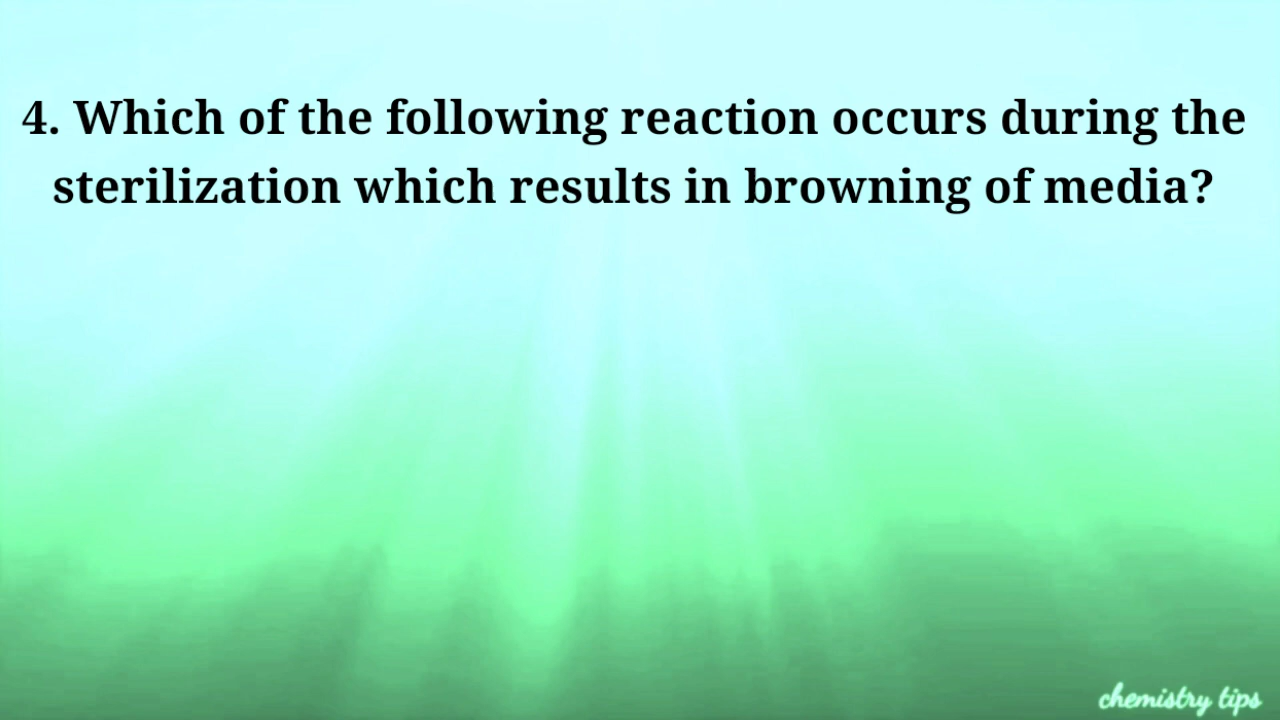 4. Which of the following reaction occurs during the
sterilization which results in browning of media?
chemistry tips